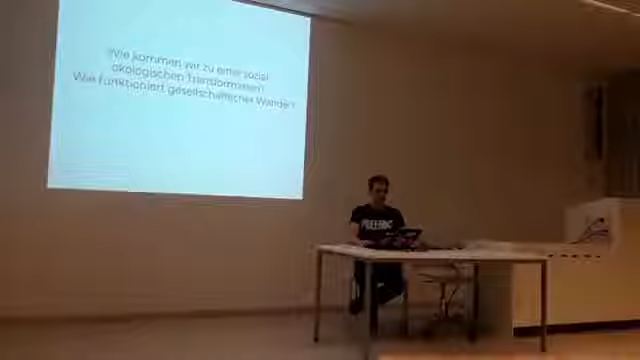 Wie kommen wir zu einer sozial
ökologischen Transformation?
Wie funktioniert gesellschaftlicher Wandel?